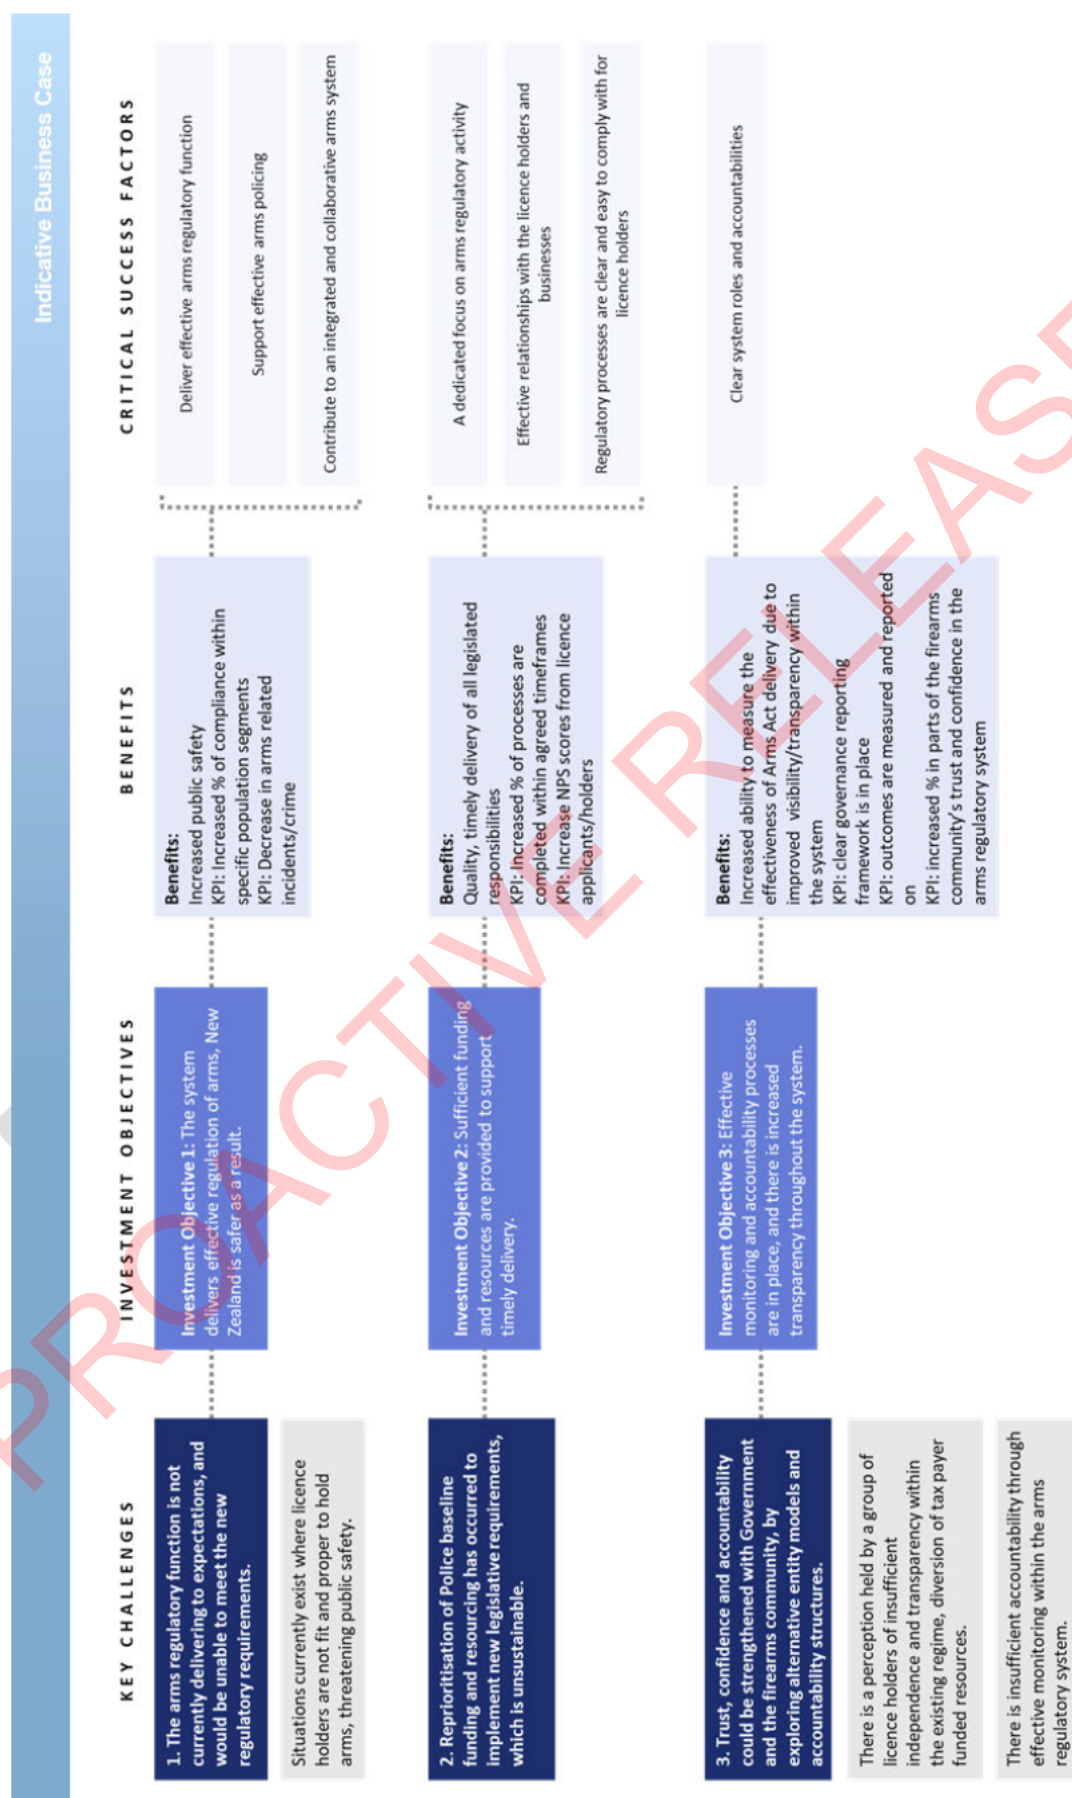 Indicative Business Case
KEY CHALLENGES
INVESTMENT OBJECTIVES
BENEFITS
CRITICAL SUCCESS FACTORS
1. The arms regulatory function is not
currently delivering to expectations, and
would be unable to meet the new
regulatory requirements.
Situations currently exist where licence
holders are not fit and proper to hold
arms, threatening public safety.
Investment Objective 1: The system
delivers effective regulation of arms, New
Zealand is safer as a result.
Benefits:
Increased public safety
KPI: Increased % of compliance within
specific population segments
KPI: Decrease in arms related
incidents/crime
Deliver effective arms regulatory function
Support effective arms policing
Contribute to an integrated and collaborative arms system
2. Reprioritisation of Police baseline
funding and resourcing has occurred to
implement new legislative requirements,
which is unsustainable.
Investment Objective 2: Sufficient funding
and resources are provided to support
timely delivery.
Benefits:
Quality, timely delivery of all legislated
responsibilities
KPI: Increased % of processes are
completed within agreed timeframes
KPI: Increase NPS scores from licence
applicants/holders
A dedicated focus on arms regulatory activity
Effective relationships with the licence holders and
businesses
Regulatory processes are clear and easy to comply with for
licence holders
3. Trust, confidence and accountability
could be strengthened with Government
and the firearms community, by
exploring alternative entity models and
accountability structures.
There is a perception held by a group of
licence holders of insufficient
independence and transparency within
the existing regime, diversion of tax payer
funded resources.
There is insufficient accountability through
effective monitoring within the arms
regulatory system.
Investment Objective 3: Effective
monitoring and accountability processes
are in place, and there is increased
transparency throughout the system.
Benefits:
Increased ability to measure the
effectiveness of Arms Act delivery due to
improved visibility/transparency within
the system
KPI: clear governance reporting
framework is in place
KPI: outcomes are measured and reported
on
KPI: increased % in parts of the firearms
community's trust and confidence in the
arms regulatory system
Clear system roles and accountabilities
PROACTIVE RELEASE